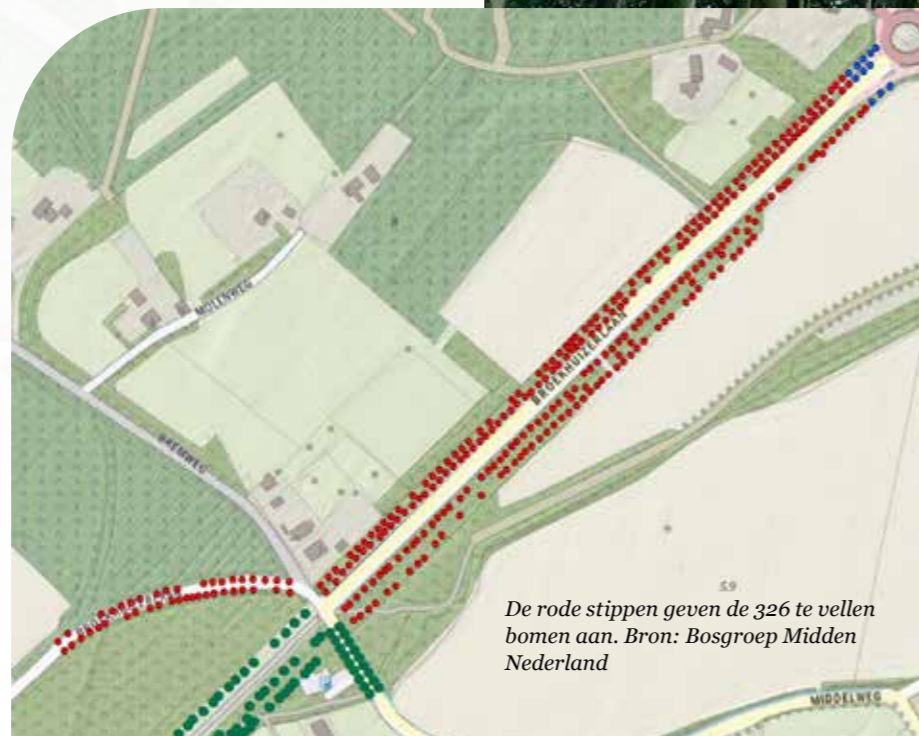 MOLENWEG
BREMWEG
BROEKHUIZERLAAN
5.9
De rode stippen geven de 326 te vellen
bomen aan. Bron: Bosgroep Midden
Nederland
MIDDELWEG